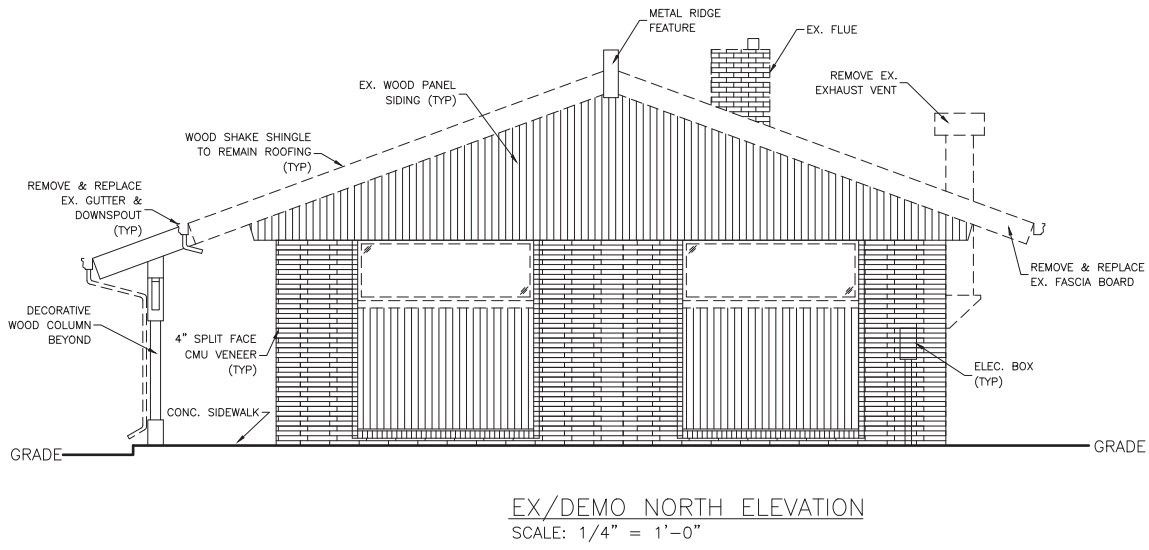 METAL RIDGE
FEATURE
EX. FLUE
EX. WOOD PANEL
SIDING (TYP)
REMOVE EX.
EXHAUST VENT
WOOD SHAKE SHINGLE
TO REMAIN ROOFING
(TYP)
REMOVE & REPLACE
EX. GUTTER &
DOWNSPOUT
(TYP)
REMOVE & REPLACE
EX. FASCIA BOARD
DECORATIVE
WOOD COLUMN
BEYOND
4" SPLIT FACE
CMU VENEER
(TYP)
ELEC. BOX
(TYP)
CONC. SIDEWALK
GRADE
GRADE
EX/DEMO NORTH ELEVATION
SCALE: 1/4" = 1'-0"